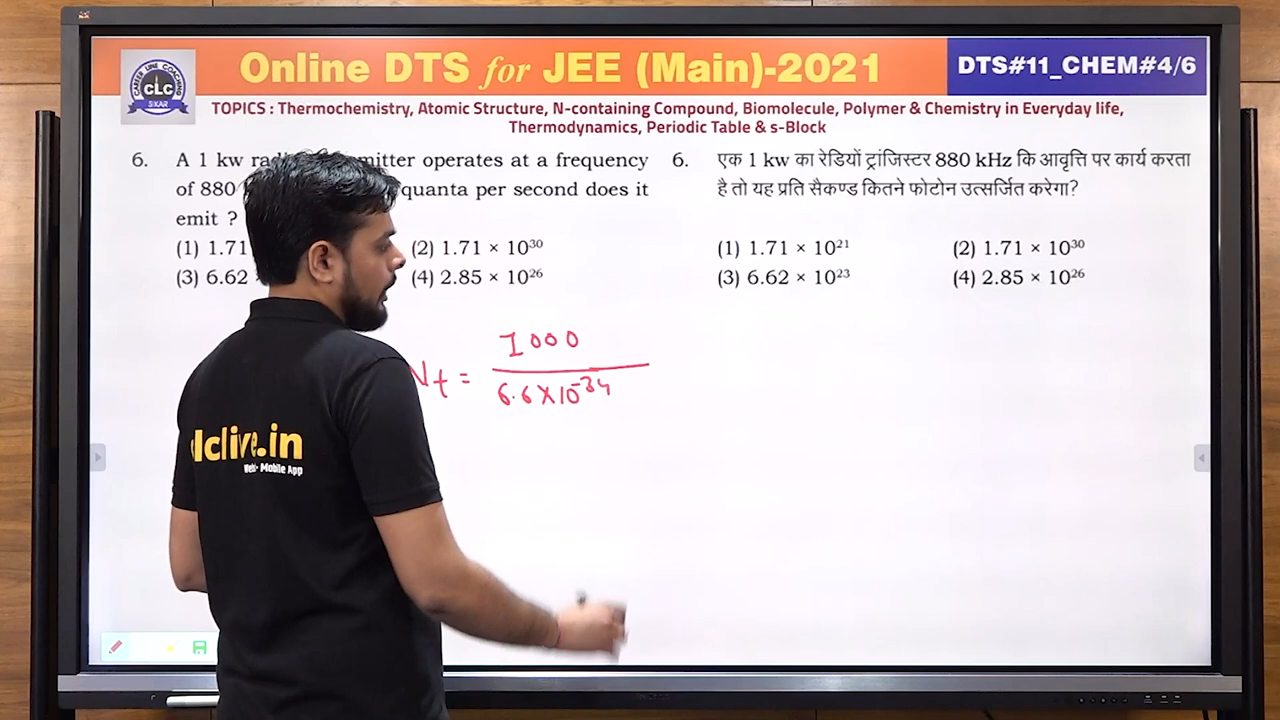 CAREER LINE COACHING
CLC
SIKAR
Online DTS for JEE (Main)-2021
DTS#11_CHEM#4/6
TOPICS : Thermochemistry, Atomic Structure, N-containing Compound, Biomolecule, Polymer & Chemistry in Everyday life,
Thermodynamics, Periodic Table & s-Block
6. A 1 kw mitter operates at a frequency
of 880 quanta per second does it
emit ?
(1) 1.71 (2) 1.71 × 10³⁰
(3) 6.62 (4) 2.85 × 10²⁶
6. एक 1 kw का रेडियों ट्रांजिस्टर 880 kHz कि आवृत्ति पर कार्य करता
है तो यह प्रति सैकण्ड कितने फोटोन उत्सर्जित करेगा?
(1) 1.71 × 10²¹ (2) 1.71 × 10³⁰
(3) 6.62 × 10²³ (4) 2.85 × 10²⁶
1000
t =
6.6×10⁻³⁴
lclive.in
Web - Mobile App